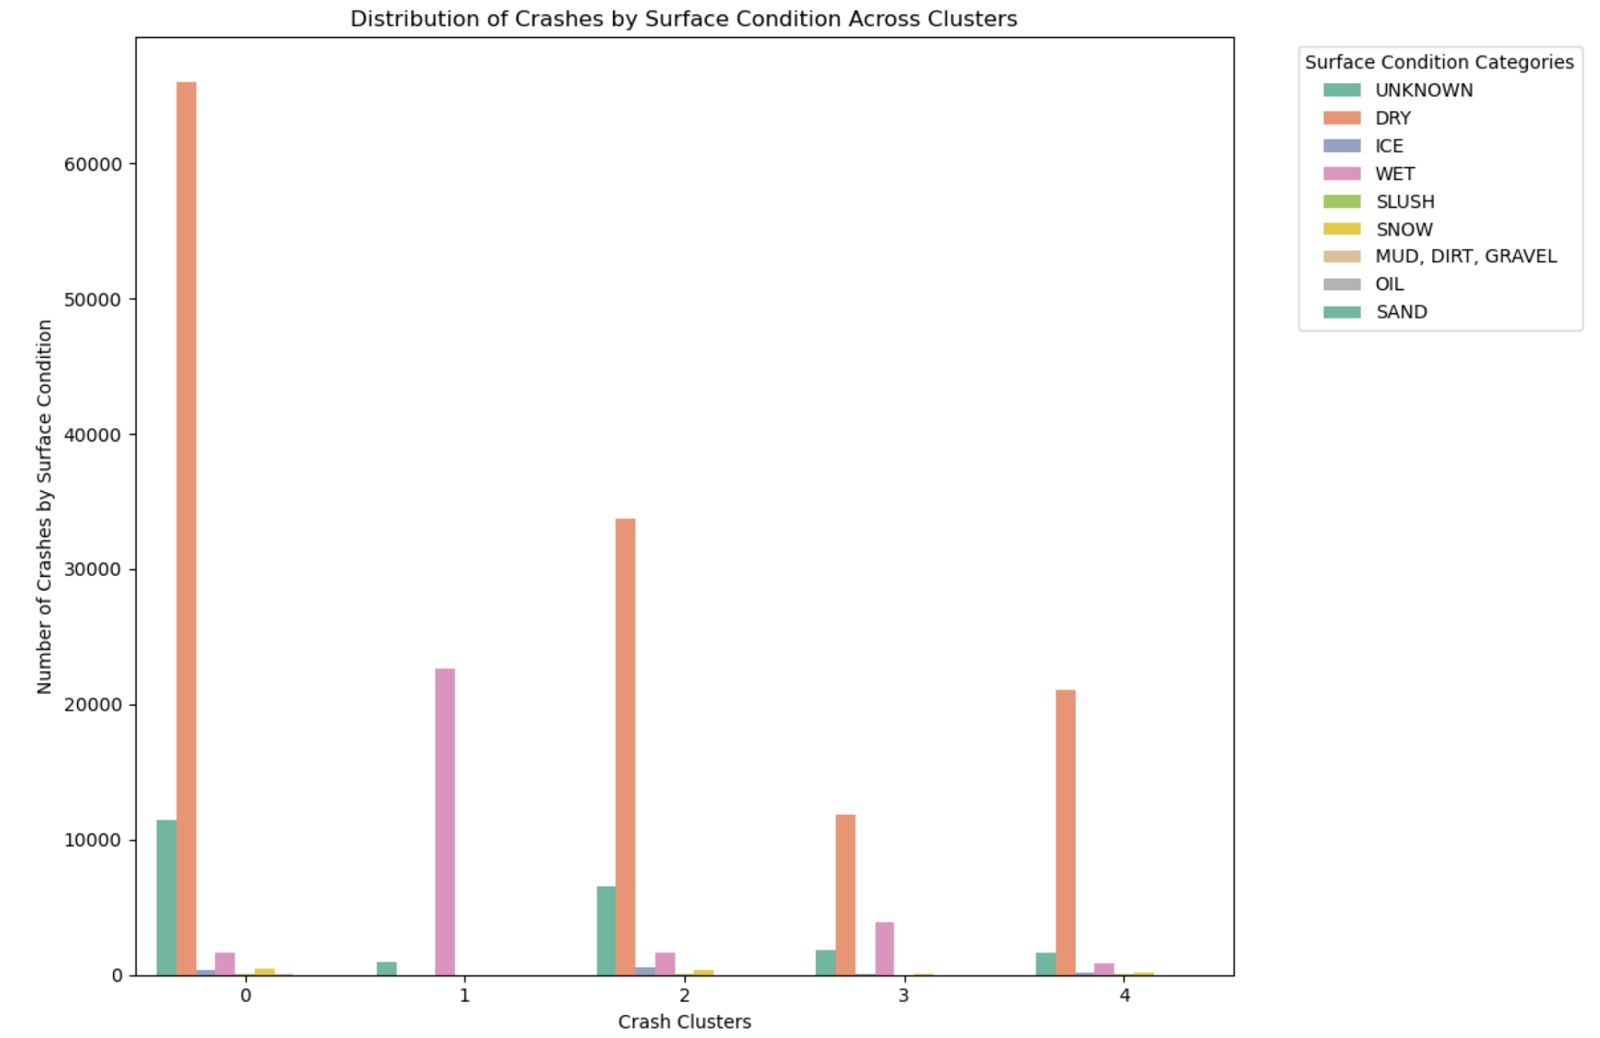 Distribution of Crashes by Surface Condition Across Clusters
Surface Condition Categories
UNKNOWN
DRY
ICE
WET
SLUSH
SNOW
MUD, DIRT, GRAVEL
OIL
SAND
Number of Crashes by Surface Condition
60000
50000
40000
30000
20000
10000
0
0 1 2 3 4
Crash Clusters